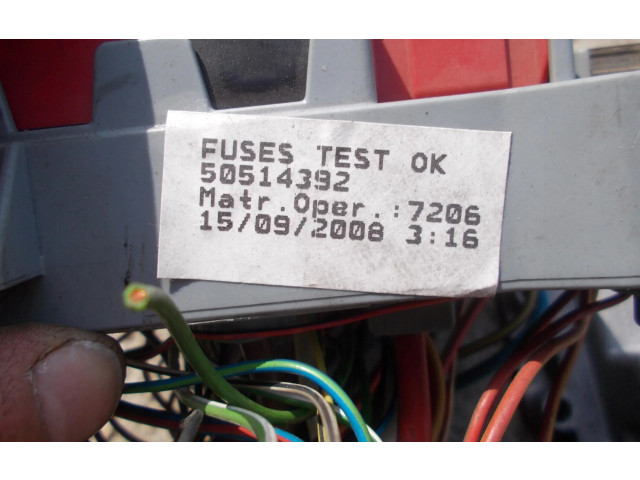 FUSES TEST OK
50514392
Matr.Oper.:7206
15/09/2008 3:16